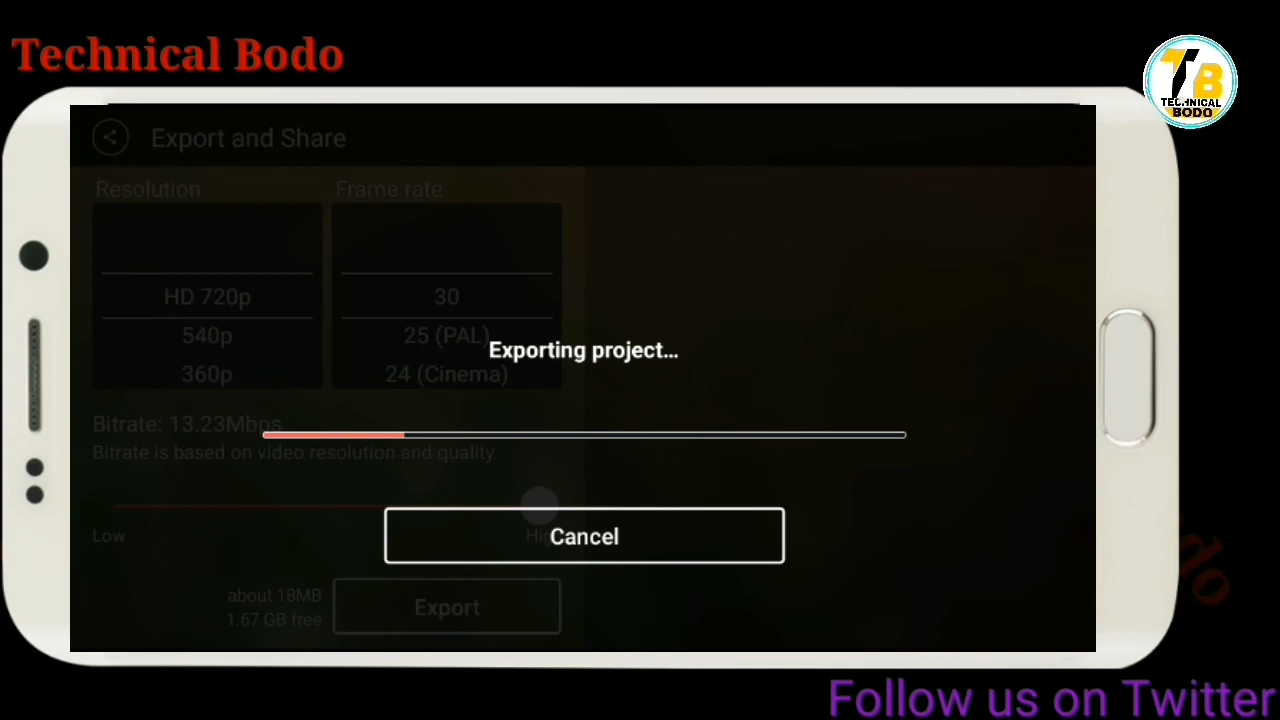 Technical Bodo
TECHNICAL
BODO
Export and Share
Resolution
Frame rate
HD 720p
30
540p
25 (PAL)
360p
24 (Cinema)
Exporting project...
Bitrate: 13.23Mbps
Bitrate is based on video resolution and quality.
Low
Cancel
about 18MB
1.67 GB free
Export
Follow us on Twitter